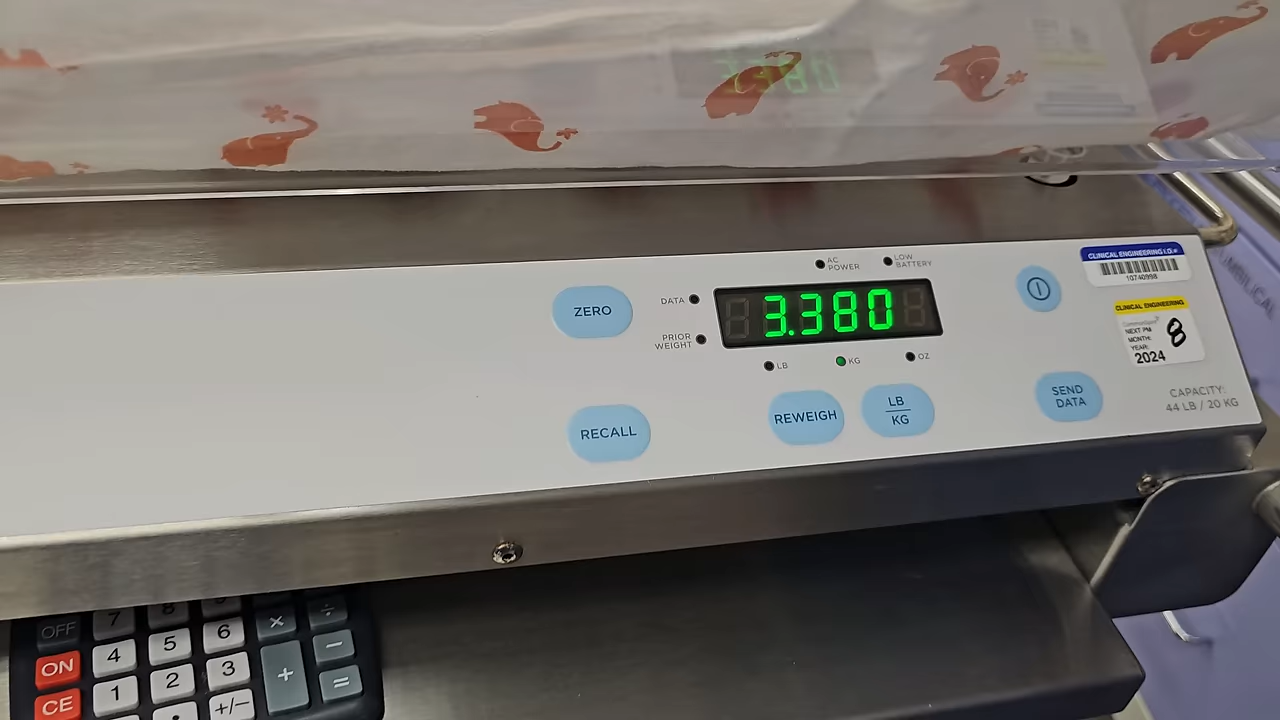 AC
POWER
LOW
BATTERY
CLINICAL ENGINEERING I.D.#
10740998
ZERO
DATA
3.380
PRIOR
WEIGHT
LB
KG
OZ
CLINICAL ENGINEERING
NEXT PM
MONTH:
8
YEAR:
2024
RECALL
REWEIGH
LB
KG
SEND
DATA
CAPACITY:
44 LB / 20 KG
OFF
7
8
9
×
÷
ON
4
5
6
−
CE
1
2
3
+
=
+/−